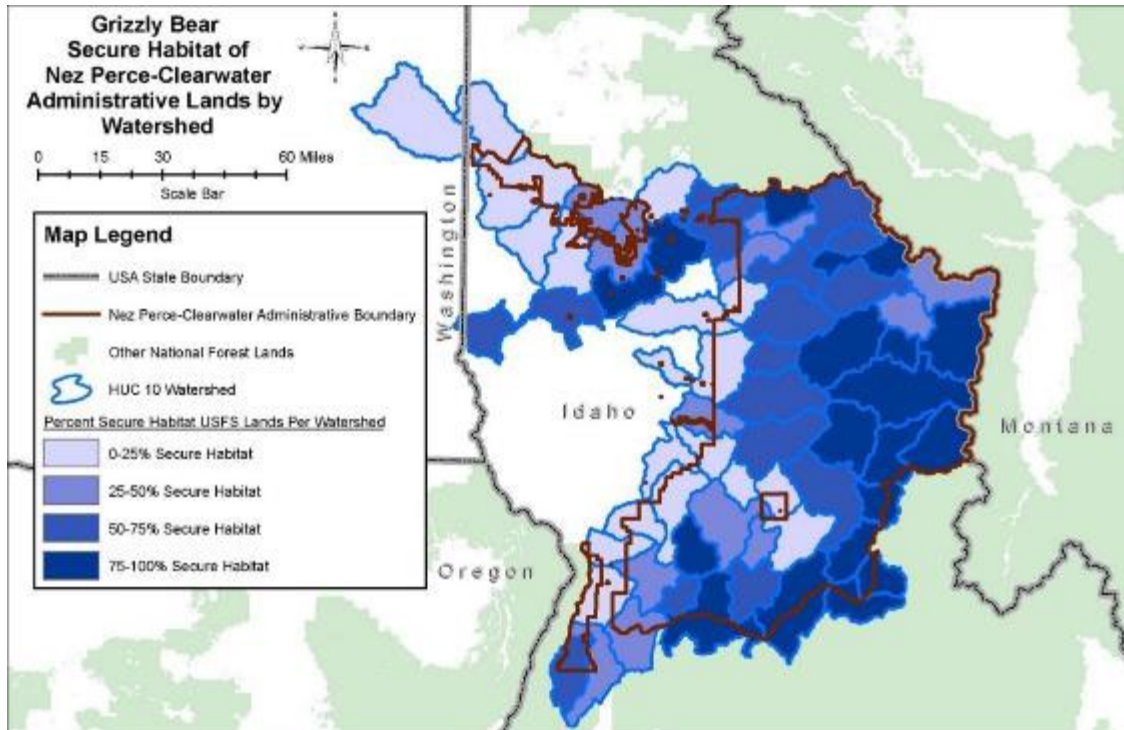 Grizzly Bear
Secure Habitat of
Nez Perce-Clearwater
Administrative Lands by
Watershed
0 15 30 60 Miles
Scale Bar
Map Legend
USA State Boundary
Nez Perce-Clearwater Administrative Boundary
Other National Forest Lands
HUC 10 Watershed
Percent Secure Habitat USFS Lands Per Watershed
0-25% Secure Habitat
25-50% Secure Habitat
50-75% Secure Habitat
75-100% Secure Habitat
Washington
Idaho
Montana
Oregon